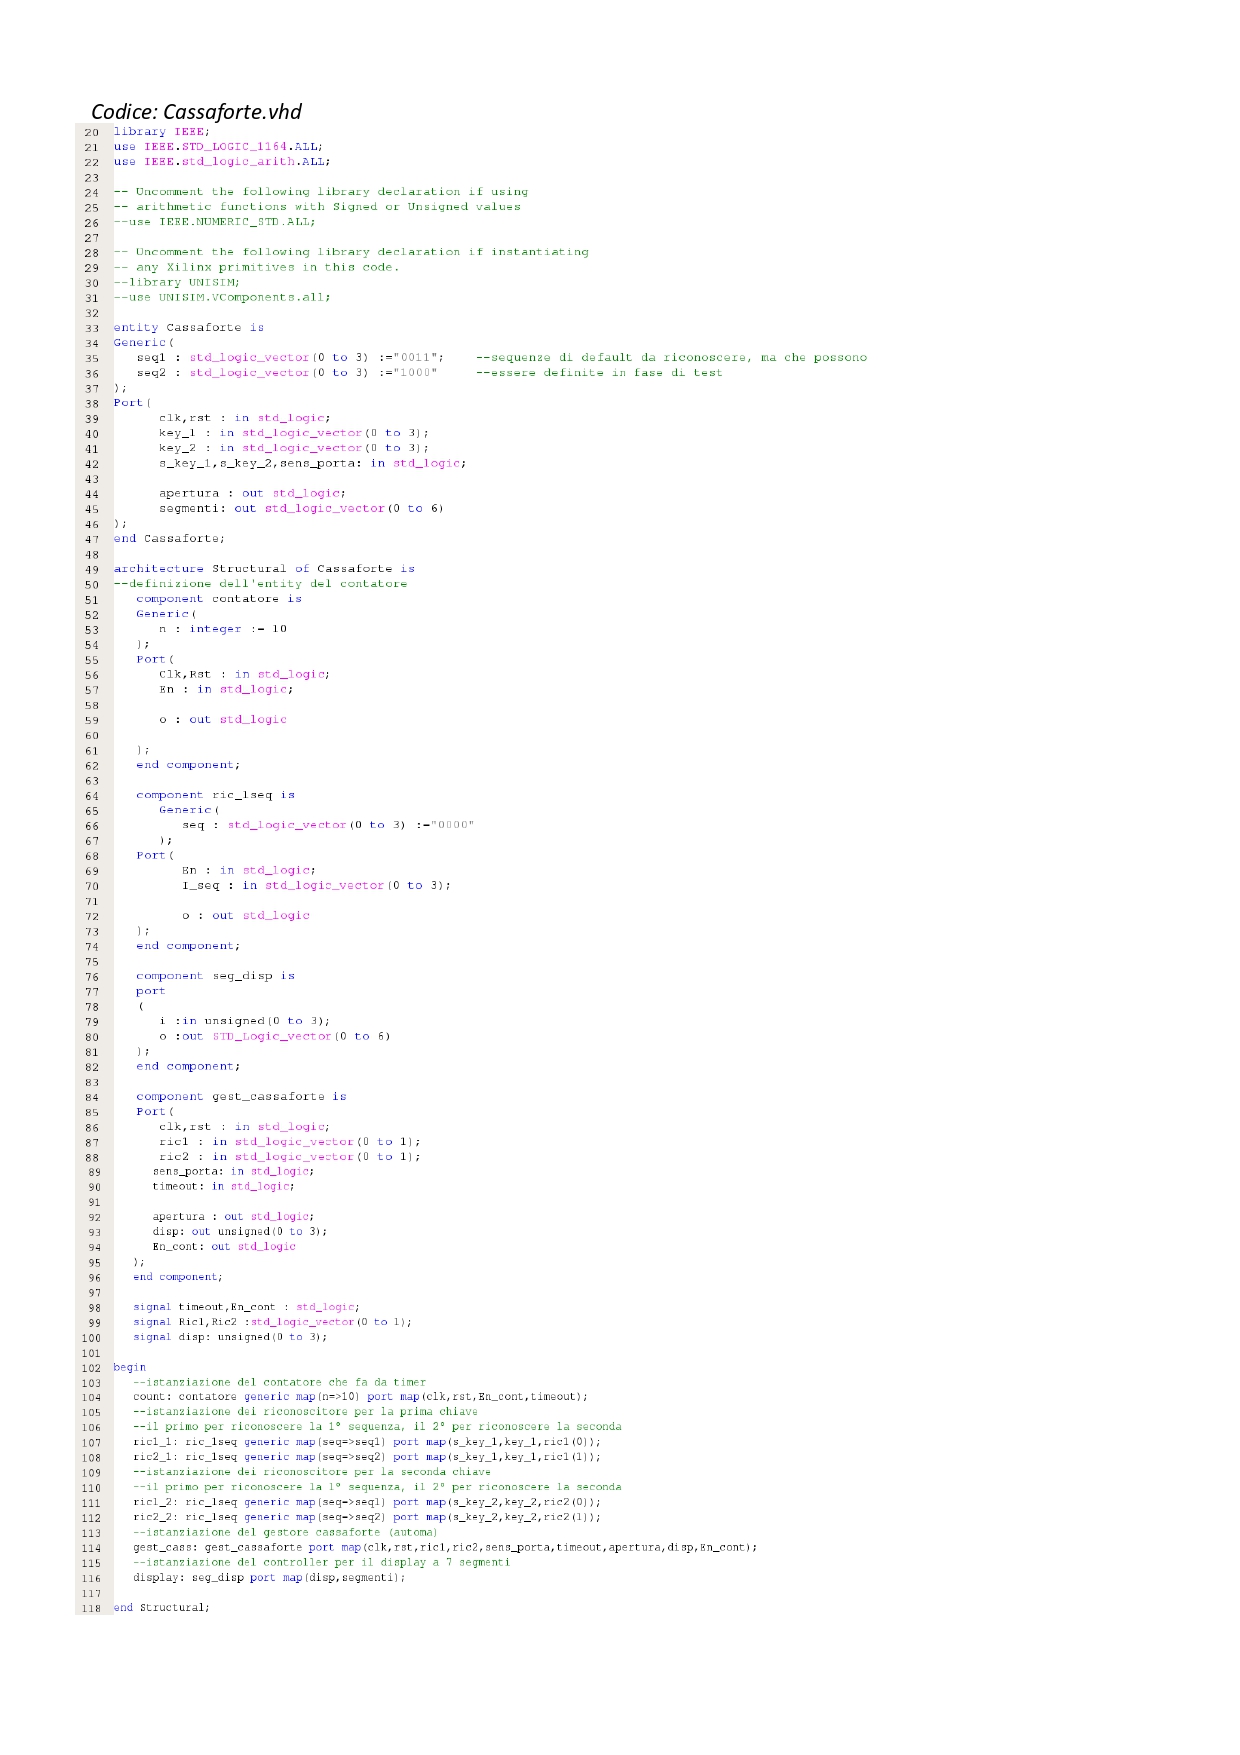 Codice: Cassaforte.vhd
20 library IEEE;
21 use IEEE.STD_LOGIC_1164.ALL;
22 use IEEE.std_logic_arith.ALL;
23
24 -- Uncomment the following library declaration if using
25 -- arithmetic functions with Signed or Unsigned values
26 --use IEEE.NUMERIC_STD.ALL;
27
28 -- Uncomment the following library declaration if instantiating
29 -- any Xilinx primitives in this code.
30 --library UNISIM;
31 --use UNISIM.VComponents.all;
32
33 entity Cassaforte is
34 Generic(
35 seq1 : std_logic_vector(0 to 3) :="0011"; --sequenze di default da riconoscere, ma che possono
36 seq2 : std_logic_vector(0 to 3) :="1000" --essere definite in fase di test
37 );
38 Port(
39 clk,rst : in std_logic;
40 key_1 : in std_logic_vector(0 to 3);
41 key_2 : in std_logic_vector(0 to 3);
42 s_key_1,s_key_2,sens_porta: in std_logic;
43
44 apertura : out std_logic;
45 segmenti: out std_logic_vector(0 to 6)
46 );
47 end Cassaforte;
48
49 architecture Structural of Cassaforte is
50 --definizione dell'entity del contatore
51 component contatore is
52 Generic(
53 n : integer := 10
54 );
55 Port(
56 Clk,Rst : in std_logic;
57 En : in std_logic;
58
59 o : out std_logic
60
61 );
62 end component;
63
64 component ric_1seq is
65 Generic(
66 seq : std_logic_vector(0 to 3) :="0000"
67 );
68 Port(
69 En : in std_logic;
70 I_seq : in std_logic_vector(0 to 3);
71
72 o : out std_logic
73 );
74 end component;
75
76 component seg_disp is
77 port
78 (
79 i :in unsigned(0 to 3);
80 o :out STD_Logic_vector(0 to 6)
81 );
82 end component;
83
84 component gest_cassaforte is
85 Port(
86 clk,rst : in std_logic;
87 ric1 : in std_logic_vector(0 to 1);
88 ric2 : in std_logic_vector(0 to 1);
89 sens_porta: in std_logic;
90 timeout: in std_logic;
91
92 apertura : out std_logic;
93 disp: out unsigned(0 to 3);
94 En_cont: out std_logic
95 );
96 end component;
97
98 signal timeout,En_cont : std_logic;
99 signal Ric1,Ric2 :std_logic_vector(0 to 1);
100 signal disp: unsigned(0 to 3);
101
102 begin
103 --istanziazione del contatore che fa da timer
104 count: contatore generic map(n=>10) port map(clk,rst,En_cont,timeout);
105 --istanziazione dei riconoscitore per la prima chiave
106 --il primo per riconoscere la 1° sequenza, il 2° per riconoscere la seconda
107 ric1_1: ric_1seq generic map(seq=>seq1) port map(s_key_1,key_1,ric1(0));
108 ric2_1: ric_1seq generic map(seq=>seq2) port map(s_key_1,key_1,ric1(1));
109 --istanziazione dei riconoscitore per la seconda chiave
110 --il primo per riconoscere la 1° sequenza, il 2° per riconoscere la seconda
111 ric1_2: ric_1seq generic map(seq=>seq1) port map(s_key_2,key_2,ric2(0));
112 ric2_2: ric_1seq generic map(seq=>seq2) port map(s_key_2,key_2,ric2(1));
113 --istanziazione del gestore cassaforte (automa)
114 gest_cass: gest_cassaforte port map(clk,rst,ric1,ric2,sens_porta,timeout,apertura,disp,En_cont);
115 --istanziazione del controller per il display a 7 segmenti
116 display: seg_disp port map(disp,segmenti);
117
118 end Structural;